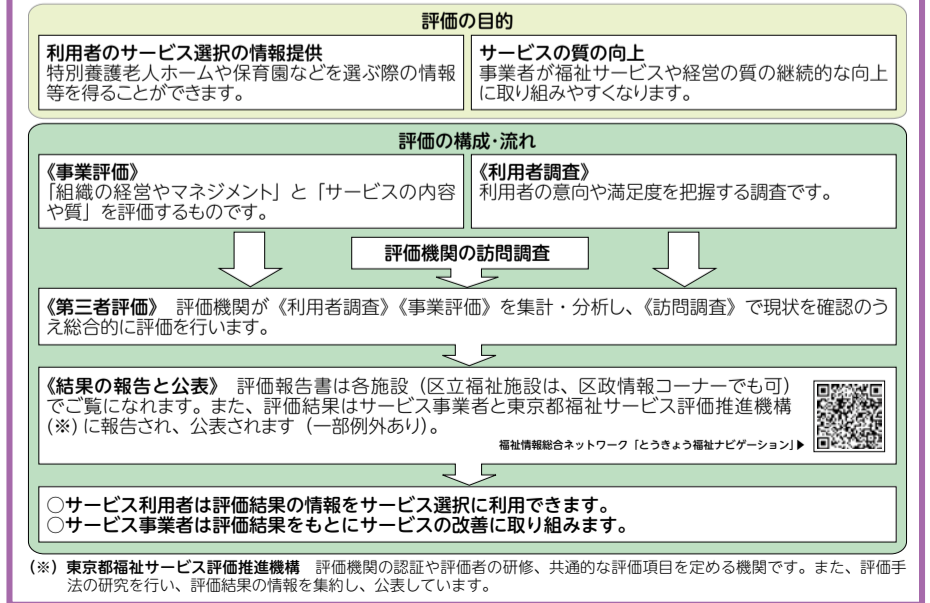 評価の目的
利用者のサービス選択の情報提供
特別養護老人ホームや保育園などを選ぶ際の情報
等を得ることができます。
サービスの質の向上
事業者が福祉サービスや経営の質の継続的な向上
に取り組みやすくなります。
評価の構成・流れ
《事業評価》
「組織の経営やマネジメント」と「サービスの内容
や質」を評価するものです。
《利用者調査》
利用者の意向や満足度を把握する調査です。
評価機関の訪問調査
《第三者評価》 評価機関が《利用者調査》《事業評価》を集計・分析し、《訪問調査》で現状を確認のう
え総合的に評価を行います。
《結果の報告と公表》 評価報告書は各施設（区立福祉施設は、区政情報コーナーでも可）
でご覧になれます。また、評価結果はサービス事業者と東京都福祉サービス評価推進機構
(※) に報告され、公表されます（一部例外あり）。
福祉情報総合ネットワーク「とうきょう福祉ナビゲーション」▶
○サービス利用者は評価結果の情報をサービス選択に利用できます。
○サービス事業者は評価結果をもとにサービスの改善に取り組みます。
(※) 東京都福祉サービス評価推進機構 評価機関の認証や評価者の研修、共通的な評価項目を定める機関です。また、評価手
法の研究を行い、評価結果の情報を集約し、公表しています。